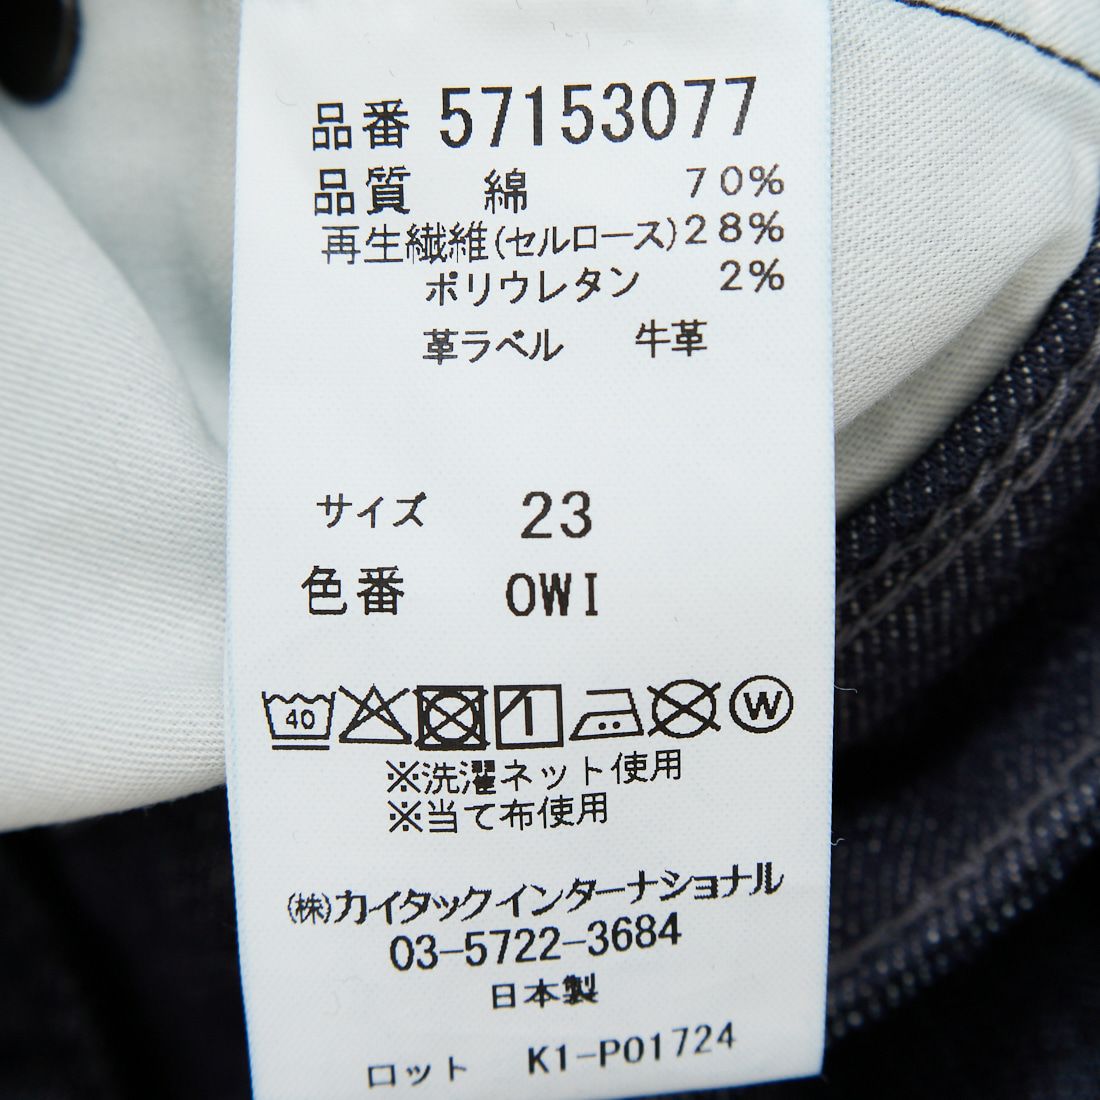 品番 57153077
品質 綿 70%
再生繊維(セルロース)28%
ポリウレタン 2%
革ラベル 牛革
サイズ 23
色番 OWI
40 W
※洗濯ネット使用
※当て布使用
(株)カイタックインターナショナル
03-5722-3684
日本製
ロット K1-P01724